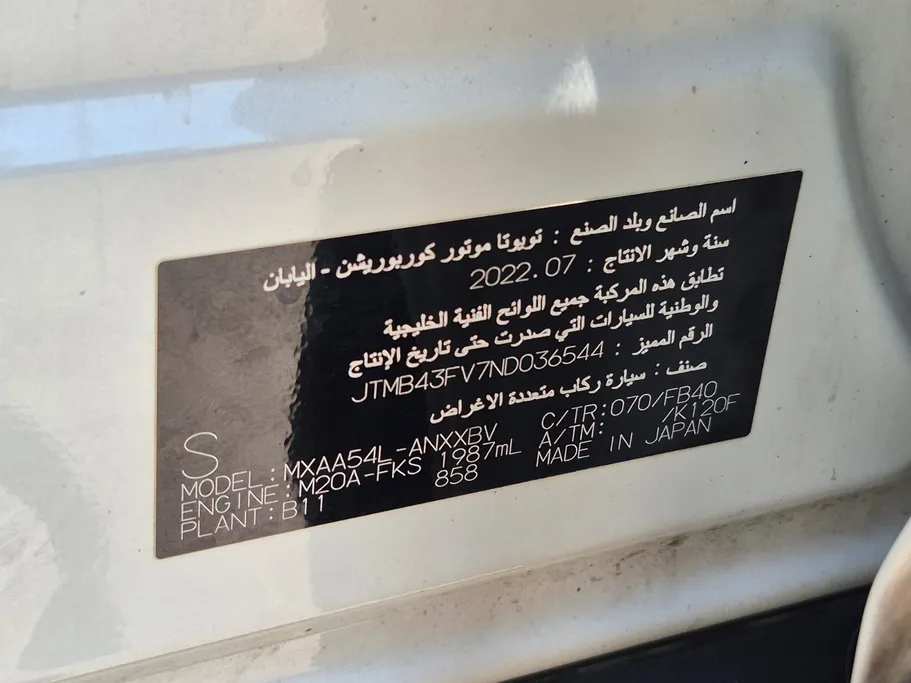 اسم الصانع وبلد الصنع : تويوتا موتور كوربوريشن - اليابان
سنة وشهر الانتاج : 2022.07
تطابق هذه المركبة جميع اللوائح الفنية الخليجية
والوطنية للسيارات التي صدرت حتى تاريخ الإنتاج
الرقم المميز : JTMB43FV7ND036544
صنف : سيارة ركاب متعددة الاغراض
S
MODEL:MXAA54L-ANXXBV C/TR:070/FB40
ENGINE:M20A-FKS 1987mL A/TM: /K120F
PLANT:B11 858 MADE IN JAPAN